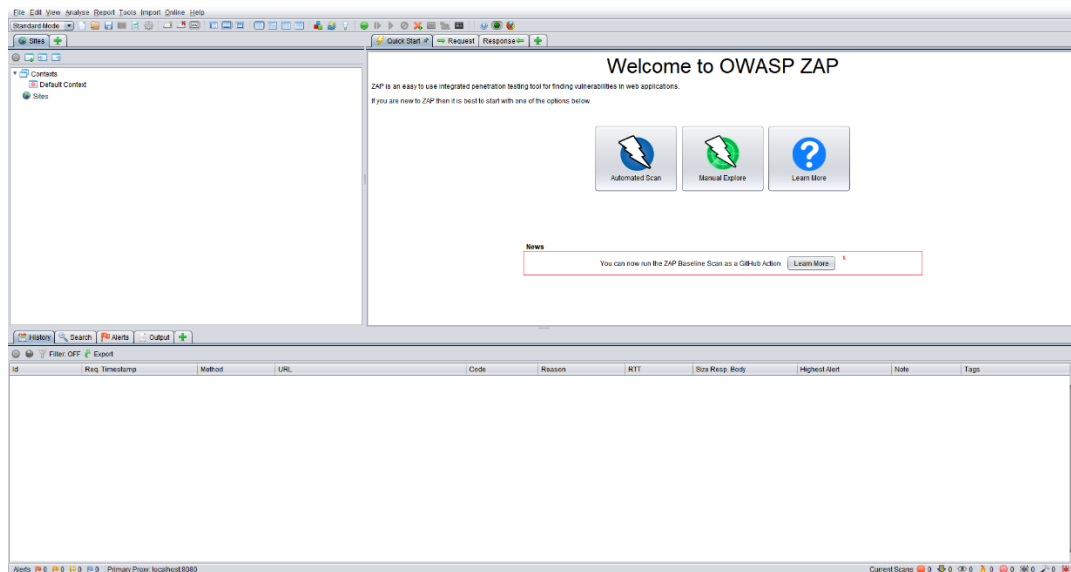 File Edit View Analyse Report Tools Import Online Help
Standard Mode
Sites
Quick Start Request Response
Contexts
Default Context
Sites
Welcome to OWASP ZAP
ZAP is an easy to use integrated penetration testing tool for finding vulnerabilities in web applications.
If you are new to ZAP then it is best to start with one of the options below.
Automated Scan Manual Explore Learn More
News
You can now run the ZAP Baseline Scan as a GitHub Action Learn More X
History Search Alerts Output
Filter: OFF Export
Id Req. Timestamp Method URL Code Reason RTT Size Resp. Body Highest Alert Note Tags
Alerts 0 0 0 0 Primary Proxy: localhost:8080 Current Scans 0 0 0 0 0 0 0